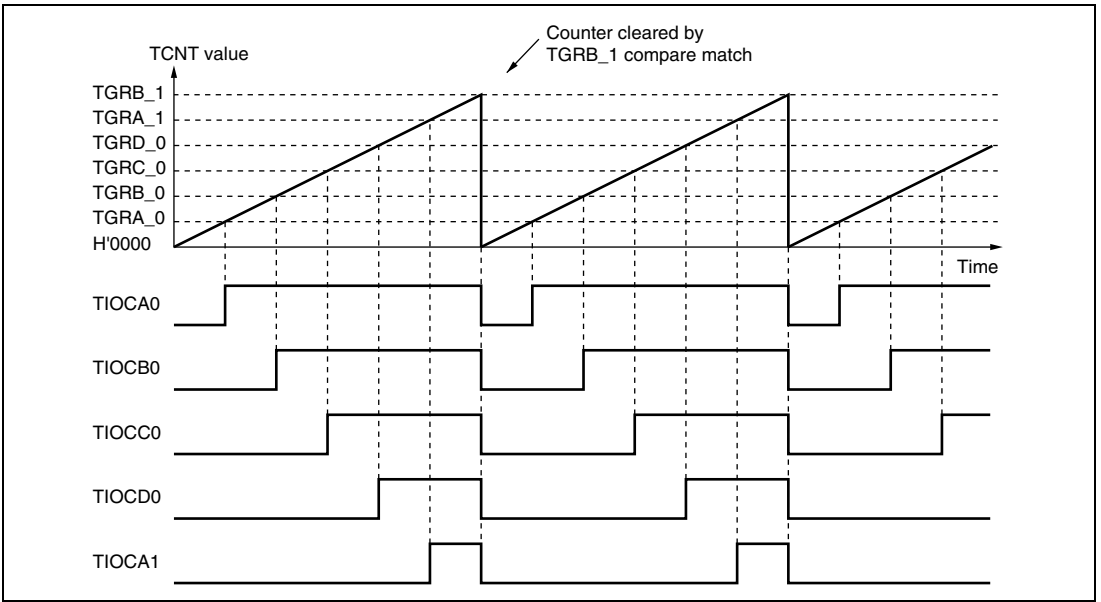 Counter cleared by
TGRB_1 compare match
TCNT value
TGRB_1
TGRA_1
TGRD_0
TGRC_0
TGRB_0
TGRA_0
H'0000
Time
TIOCA0
TIOCB0
TIOCC0
TIOCD0
TIOCA1